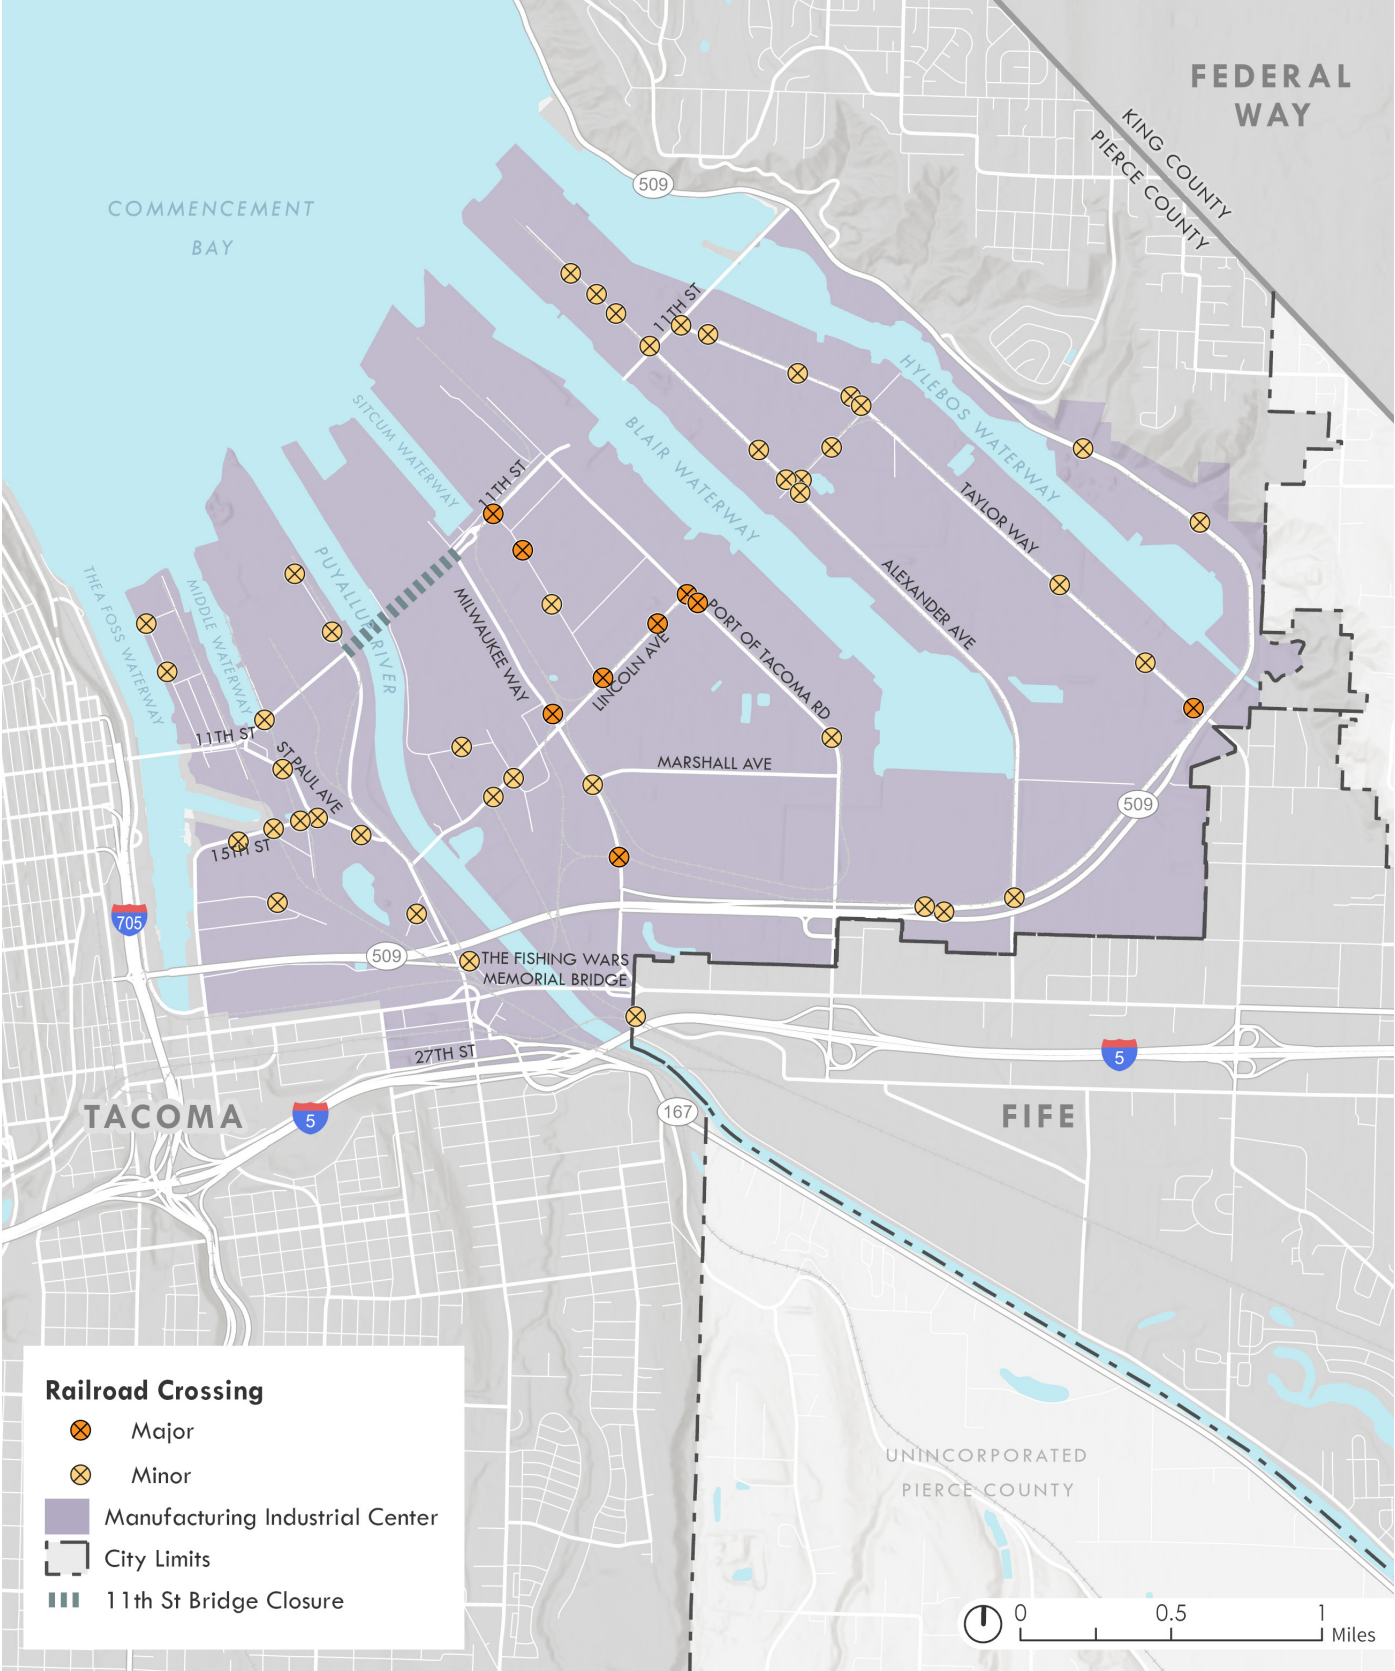 FEDERAL
WAY
KING COUNTY
PIERCE COUNTY
509
COMMENCEMENT
BAY
11TH ST
HYLEBOS WATERWAY
SITCUM WATERWAY
BLAIR WATERWAY
11TH ST
TAYLOR WAY
PUYALLUP RIVER
ALEXANDER AVE
THEA FOSS WATERWAY
MIDDLE WATERWAY
MILWAUKEE WAY
LINCOLN AVE
PORT OF TACOMA RD
11TH ST
ST PAUL AVE
MARSHALL AVE
509
15TH ST
705
509
THE FISHING WARS
MEMORIAL BRIDGE
27TH ST
5
TACOMA
5
167
FIFE
UNINCORPORATED
PIERCE COUNTY
Railroad Crossing
Major
Minor
Manufacturing Industrial Center
City Limits
11th St Bridge Closure
0 0.5 1
Miles